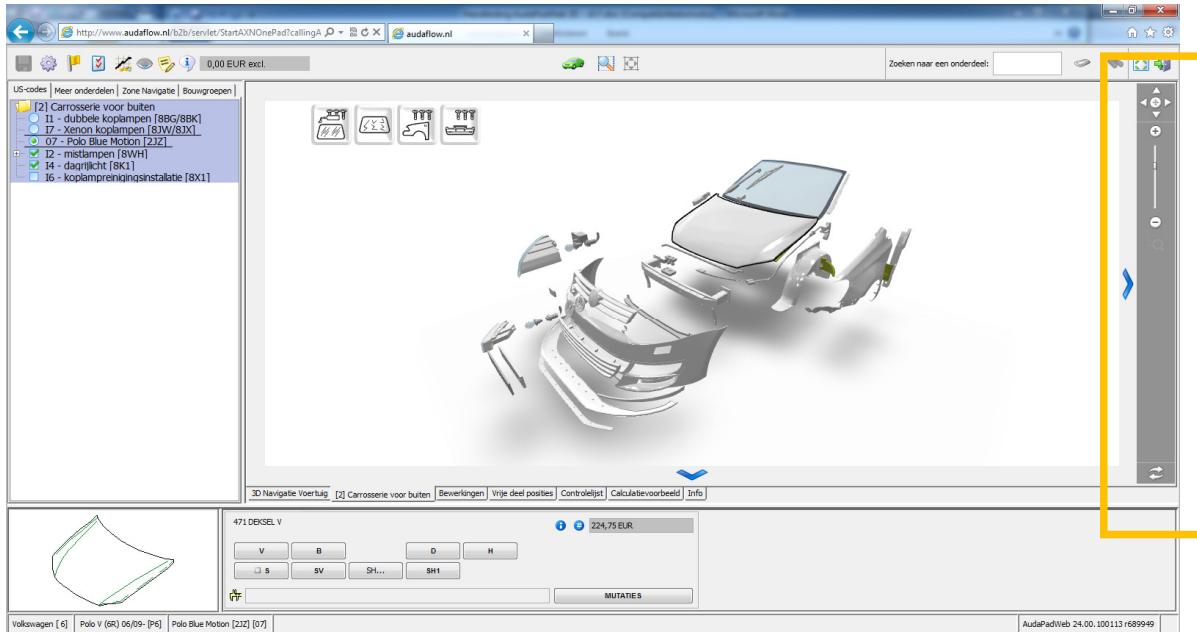 http://www.audaflow.nl/b2b/servlet/StartAXNOnePad?callingA
audaflow.nl
0,00 EUR excl.
Zoeken naar een onderdeel:
US-codes Meer onderdelen Zone Navigatie Bouwgroepen
[2] Carrosserie voor buiten
I1 - dubbele koplampen [8BG/8BK]
I7 - Xenon koplampen [8JW/8JX]
07 - Polo Blue Motion [2JZ]
I2 - mistlampen [8WH]
I4 - dagrijlicht [8K1]
I6 - koplampreinigingsinstallatie [8X1]
3D Navigatie Voertuig [2] Carrosserie voor buiten Bewerkingen Vrije deel posities Controlelijst Calculatievoorbeeld Info
471 DEKSEL V
224,75 EUR
V B D H
S SV SH... SH1
MUTATIES
Volkswagen [ 6] Polo V (6R) 06/09- [P6] Polo Blue Motion [2JZ] [07] AudaPadWeb 24.00.100113 r689949